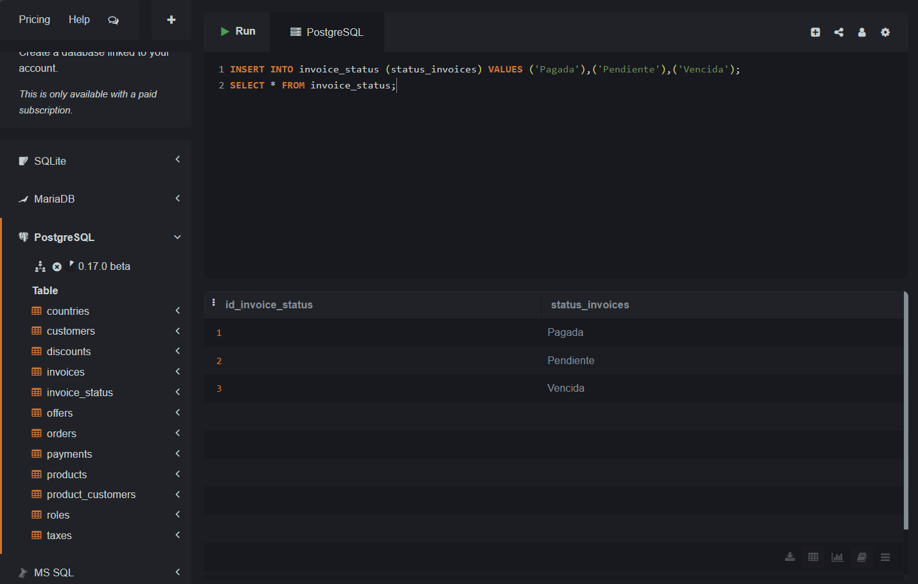 Pricing Help
Run PostgreSQL
Create a database linked to your
account.
This is only available with a paid
subscription.
SQLite
MariaDB
PostgreSQL
0.17.0 beta
Table
countries
customers
discounts
invoices
invoice_status
offers
orders
payments
products
product_customers
roles
taxes
MS SQL
1 INSERT INTO invoice_status (status_invoices) VALUES ('Pagada'),('Pendiente'),('Vencida');
2 SELECT * FROM invoice_status;
id_invoice_status status_invoices
1 Pagada
2 Pendiente
3 Vencida